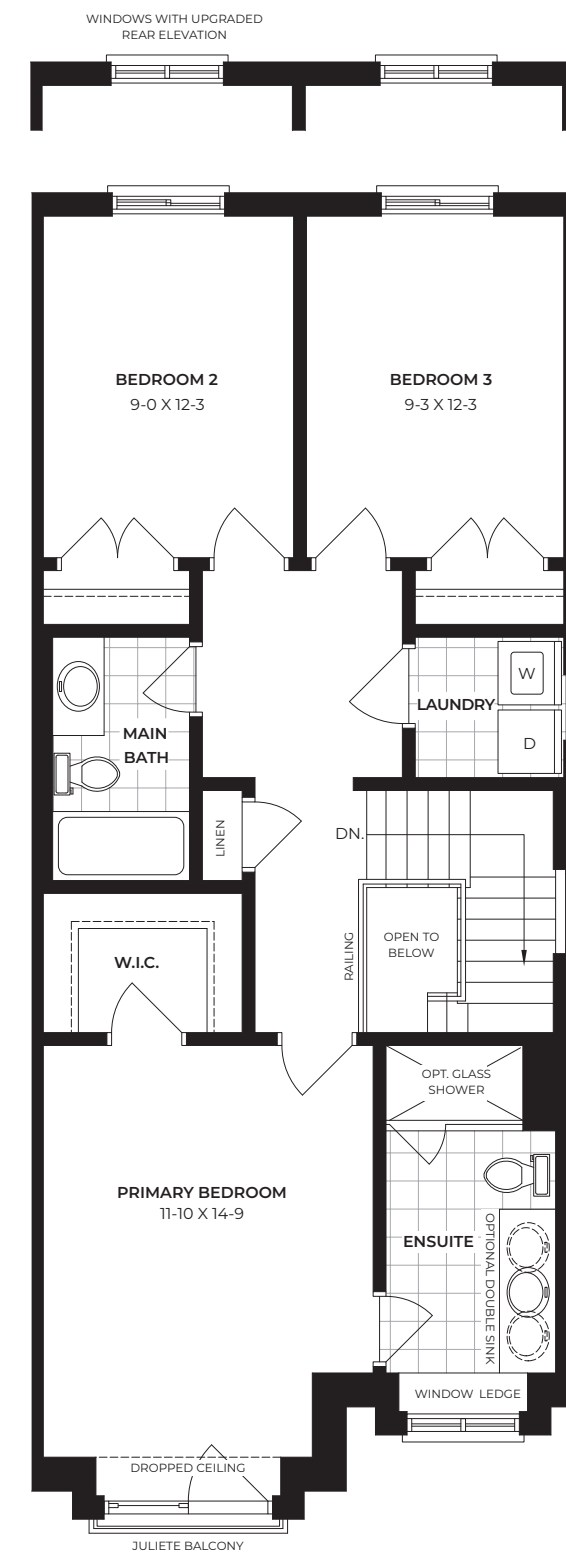 WINDOWS WITH UPGRADED
REAR ELEVATION
BEDROOM 2
9-0 X 12-3
BEDROOM 3
9-3 X 12-3
MAIN
BATH
LAUNDRY
W
D
LINEN
DN.
RAILING
OPEN TO
BELOW
W.I.C.
OPT. GLASS
SHOWER
PRIMARY BEDROOM
11-10 X 14-9
ENSUITE
OPTIONAL DOUBLE SINK
WINDOW LEDGE
DROPPED CEILING
JULIETE BALCONY